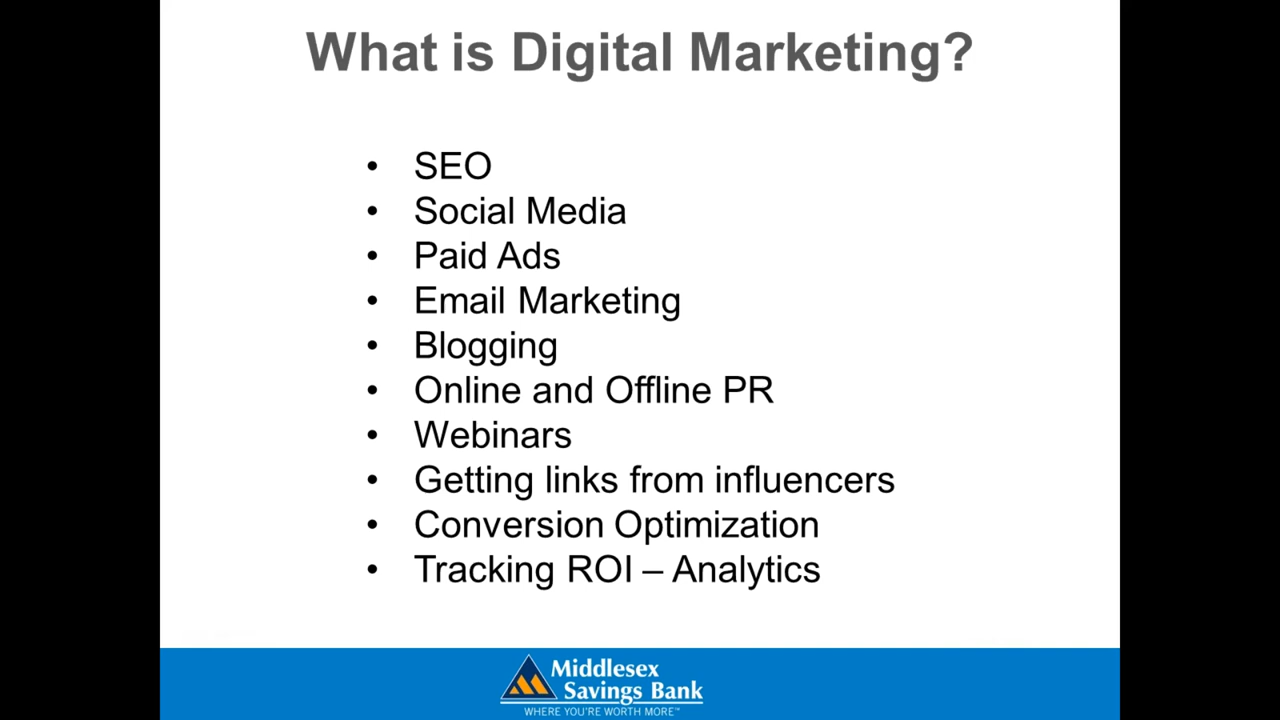 What is Digital Marketing?
• SEO
• Social Media
• Paid Ads
• Email Marketing
• Blogging
• Online and Offline PR
• Webinars
• Getting links from influencers
• Conversion Optimization
• Tracking ROI – Analytics
Middlesex
Savings Bank
WHERE YOU'RE WORTH MORE™